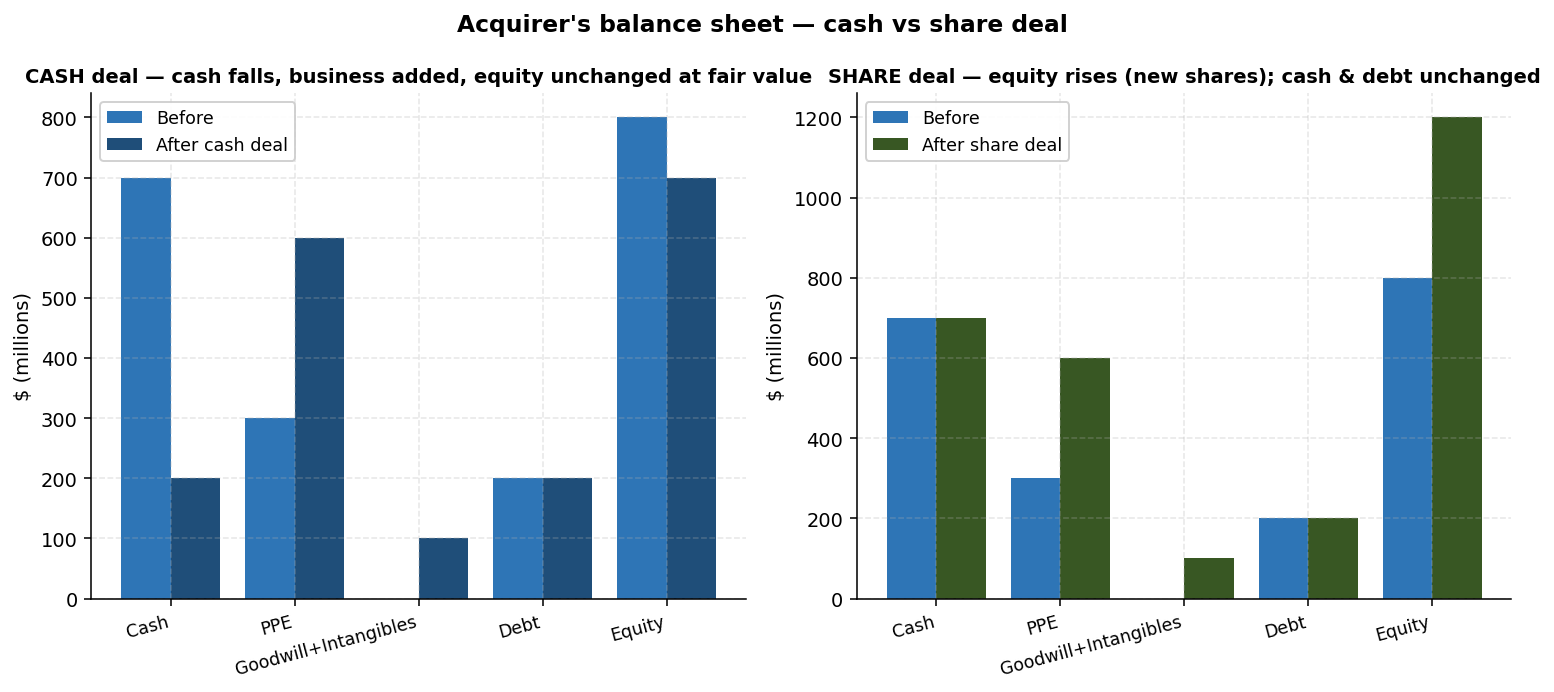 Acquirer's balance sheet — cash vs share deal
CASH deal — cash falls, business added, equity unchanged at fair value
Before
After cash deal
$ (millions)
800
700
600
500
400
300
200
100
0
Cash
PPE
Goodwill+Intangibles
Debt
Equity
SHARE deal — equity rises (new shares); cash & debt unchanged
Before
After share deal
$ (millions)
1200
1000
800
600
400
200
0
Cash
PPE
Goodwill+Intangibles
Debt
Equity